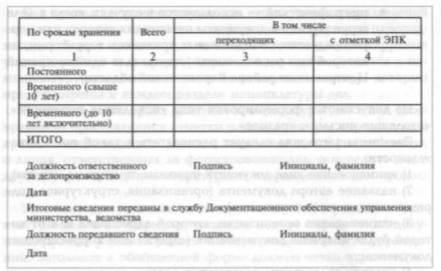 По срокам хранения Всего В том числе
переходящих с отметкой ЭПК
1 2 3 4
Постоянного
Временного (свыше
10 лет)
Временного (до 10
лет включительно)
ИТОГО
Должность ответственного Подпись Инициалы, фамилия
за делопроизводство
Дата
Итоговые сведения переданы в службу Документационного обеспечения управления
министерства, ведомства
Должность передавшего сведения Подпись Инициалы, фамилия
Дата